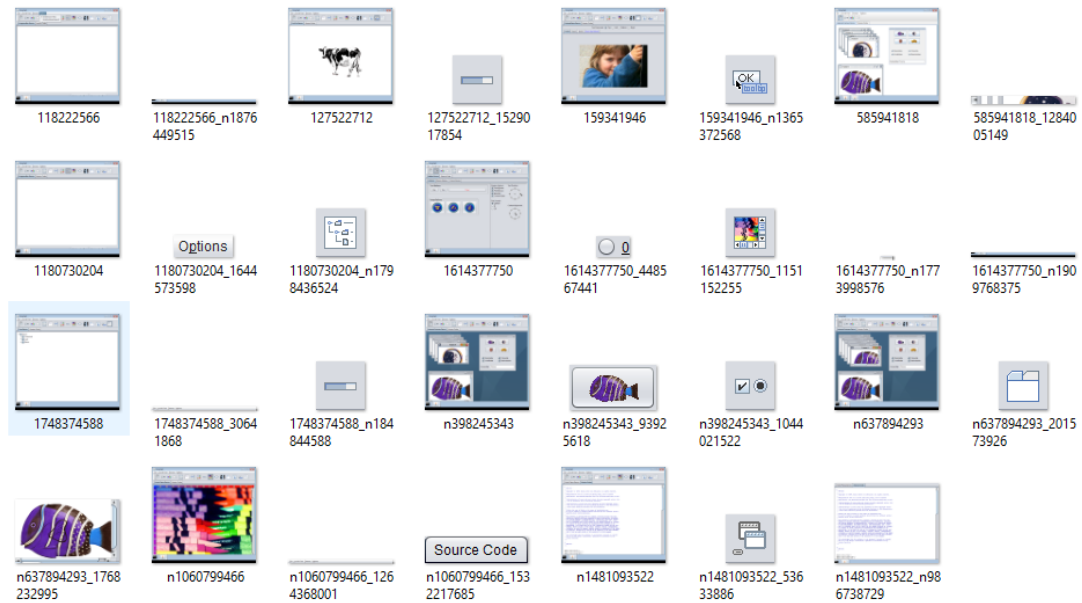 118222566
118222566_n1876
449515
127522712
127522712_15290
17854
159341946
OK
tooltip
159341946_n1365
372568
585941818
585941818_12840
05149
1180730204
Options
1180730204_1644
573598
1180730204_n179
8436524
1614377750
0
1614377750_4485
67441
1614377750_1151
152255
1614377750_n177
3998576
1614377750_n190
9768375
1748374588
1748374588_3064
1868
1748374588_n184
844588
n398245343
n398245343_9392
5618
n398245343_1044
021522
n637894293
n637894293_2015
73926
n637894293_1768
232995
n1060799466
n1060799466_126
4368001
Source Code
n1060799466_153
2217685
n1481093522
n1481093522_536
33886
n1481093522_n98
6738729